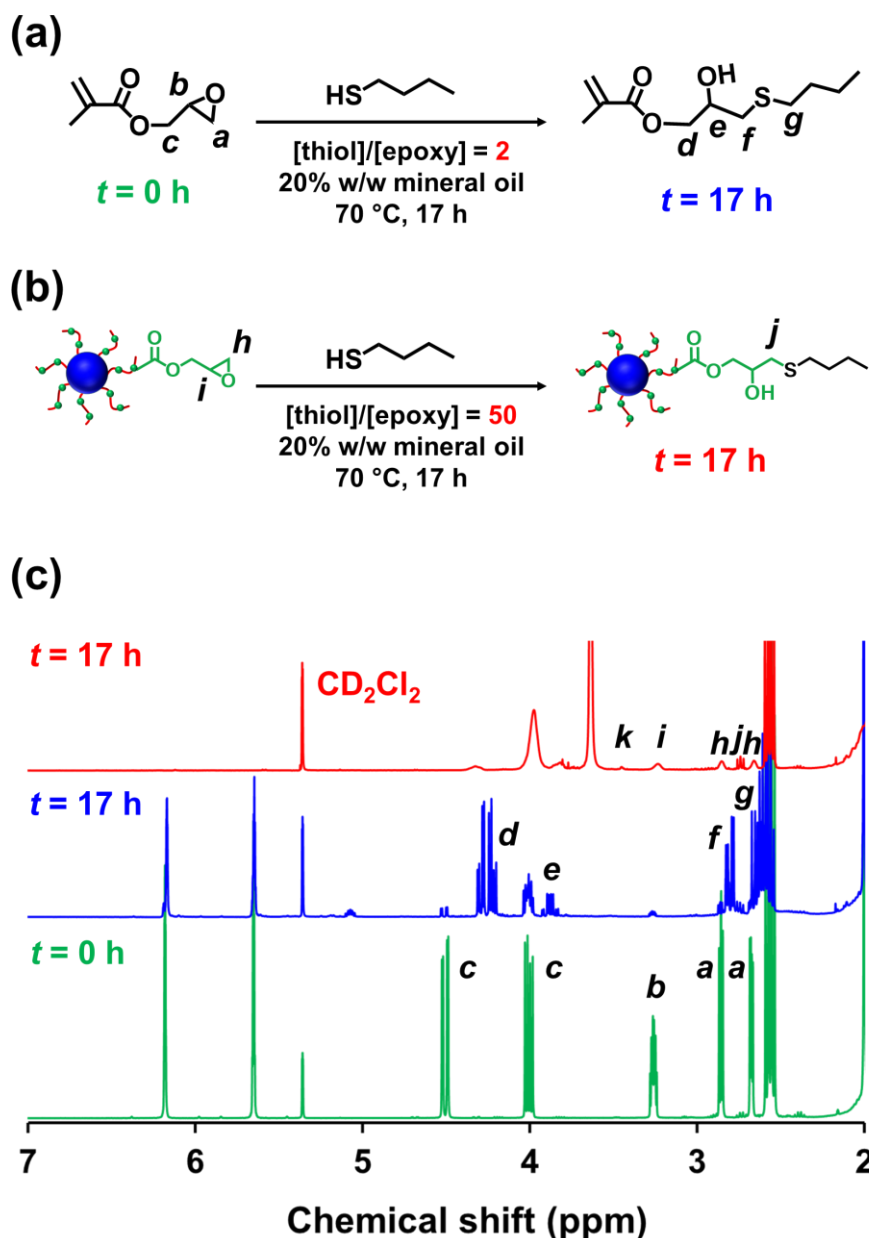 (a)
O
O
b
O
c
a
t = 0 h
HS
[thiol]/[epoxy] = 2
20% w/w mineral oil
70 °C, 17 h
O
OH
O
S
d
e
f
g
t = 17 h
(b)
O
O
h
i
O
HS
[thiol]/[epoxy] = 50
20% w/w mineral oil
70 °C, 17 h
O
O
OH
j
S
t = 17 h
(c)
t = 17 h
CD₂Cl₂
k
i
h
j
h
t = 17 h
d
e
f
g
t = 0 h
c
c
b
a
a
7 6 5 4 3 2
Chemical shift (ppm)